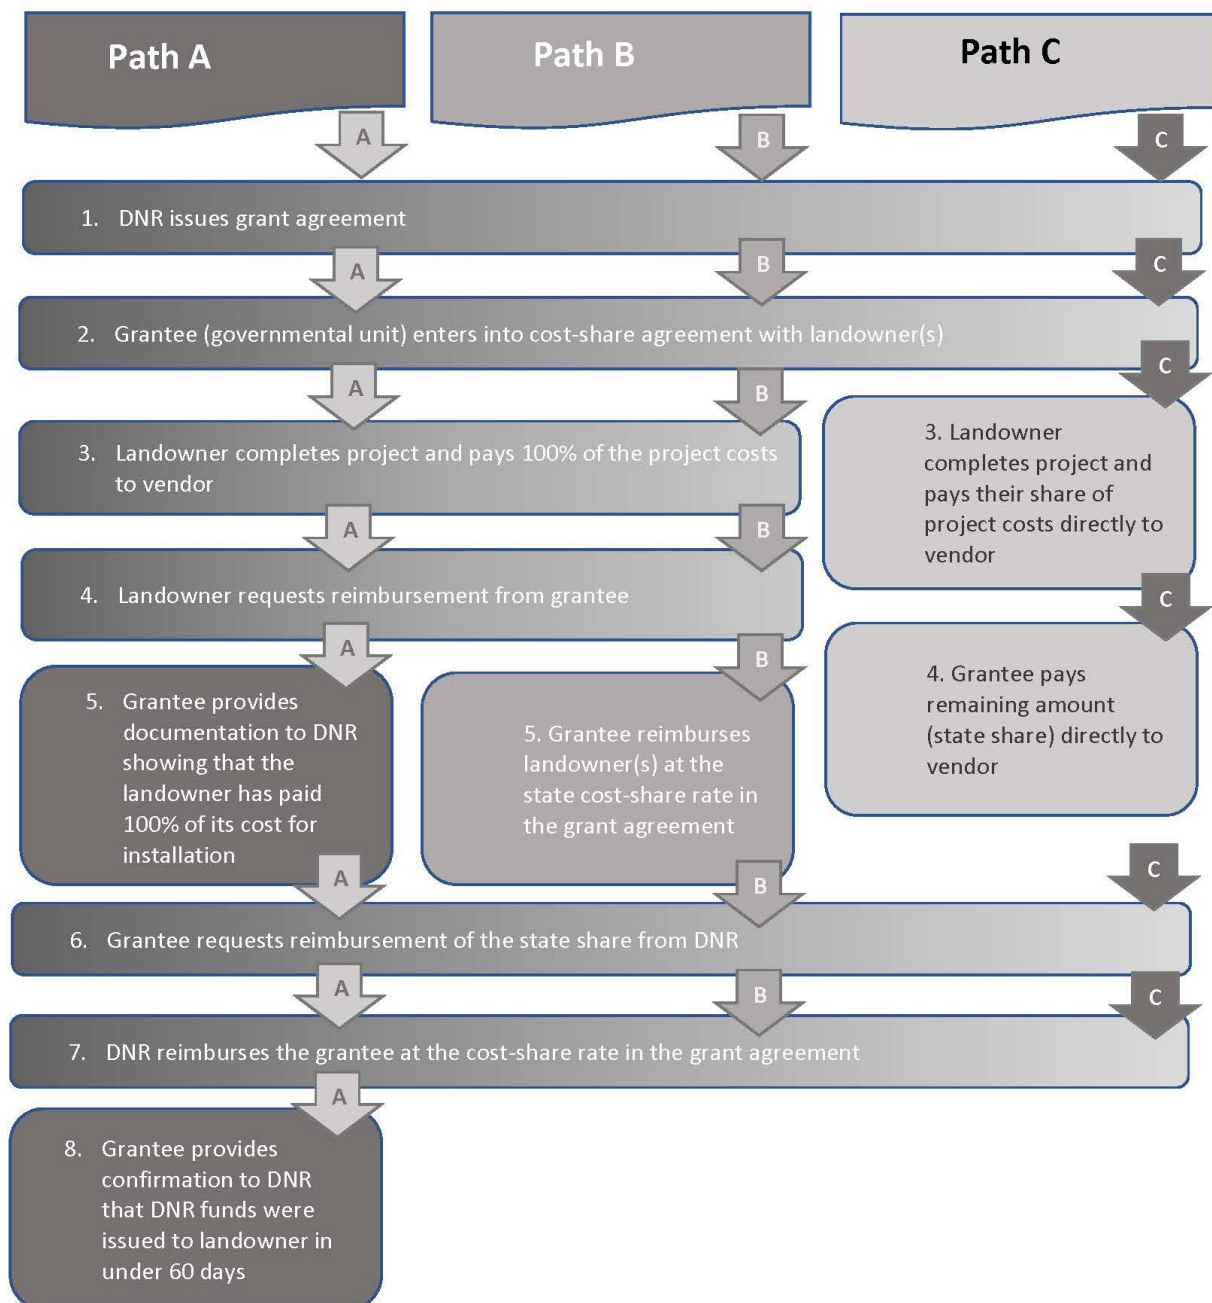 Path A
Path B
Path C
A
B
C
1. DNR issues grant agreement
A
B
C
2. Grantee (governmental unit) enters into cost-share agreement with landowner(s)
A
B
C
3. Landowner completes project and pays 100% of the project costs
to vendor
3. Landowner
completes project and
pays their share of
project costs directly to
vendor
A
B
4. Landowner requests reimbursement from grantee
C
A
B
5. Grantee provides
documentation to DNR
showing that the
landowner has paid
100% of its cost for
installation
5. Grantee reimburses
landowner(s) at the
state cost-share rate in
the grant agreement
4. Grantee pays
remaining amount
(state share) directly to
vendor
A
B
C
6. Grantee requests reimbursement of the state share from DNR
A
B
C
7. DNR reimburses the grantee at the cost-share rate in the grant agreement
A
8. Grantee provides
confirmation to DNR
that DNR funds were
issued to landowner in
under 60 days